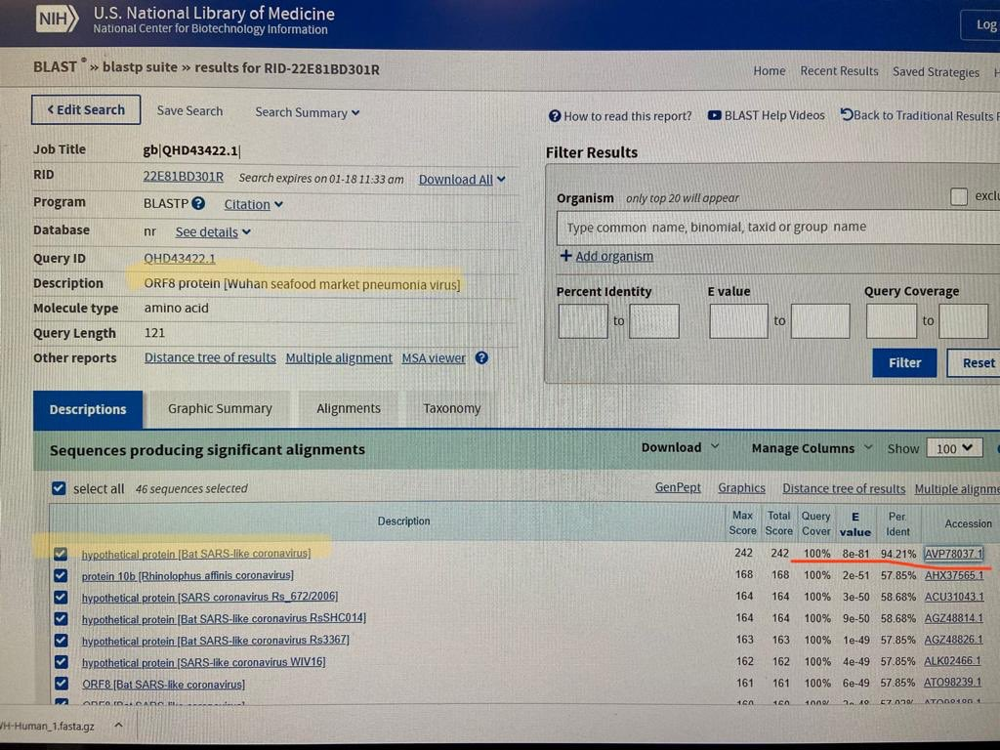 NIH U.S. National Library of Medicine
National Center for Biotechnology Information
Log
BLAST ® » blastp suite » results for RID-22E81BD301R
Home Recent Results Saved Strategies H
< Edit Search Save Search Search Summary
How to read this report? BLAST Help Videos Back to Traditional Results F
Job Title gb|QHD43422.1|
RID 22E81BD301R Search expires on 01-18 11:33 am Download All
Program BLASTP Citation
Database nr See details
Query ID QHD43422.1
Description ORF8 protein [Wuhan seafood market pneumonia virus]
Molecule type amino acid
Query Length 121
Other reports Distance tree of results Multiple alignment MSA viewer
Filter Results
Organism only top 20 will appear exclu
Type common name, binomial, taxid or group name
+ Add organism
Percent Identity E value Query Coverage
to to to
Filter Reset
Descriptions Graphic Summary Alignments Taxonomy
Sequences producing significant alignments Download Manage Columns Show 100
select all 46 sequences selected GenPept Graphics Distance tree of results Multiple alignme
Description Max Score Total Score Query Cover E value Per. Ident Accession
hypothetical protein [Bat SARS-like coronavirus] 242 242 100% 8e-81 94.21% AVP78037.1
protein 10b [Rhinolophus affinis coronavirus] 168 168 100% 2e-51 57.85% AHX37565.1
hypothetical protein [SARS coronavirus Rs_672/2006] 164 164 100% 3e-50 58.68% ACU31043.1
hypothetical protein [Bat SARS-like coronavirus RsSHC014] 164 164 100% 9e-50 58.68% AGZ48814.1
hypothetical protein [Bat SARS-like coronavirus Rs3367] 163 163 100% 1e-49 57.85% AGZ48826.1
hypothetical protein [SARS-like coronavirus WIV16] 162 162 100% 4e-49 57.85% ALK02466.1
ORF8 [Bat SARS-like coronavirus] 161 161 100% 6e-49 57.85% ATO98239.1
WH-Human_1.fasta.gz